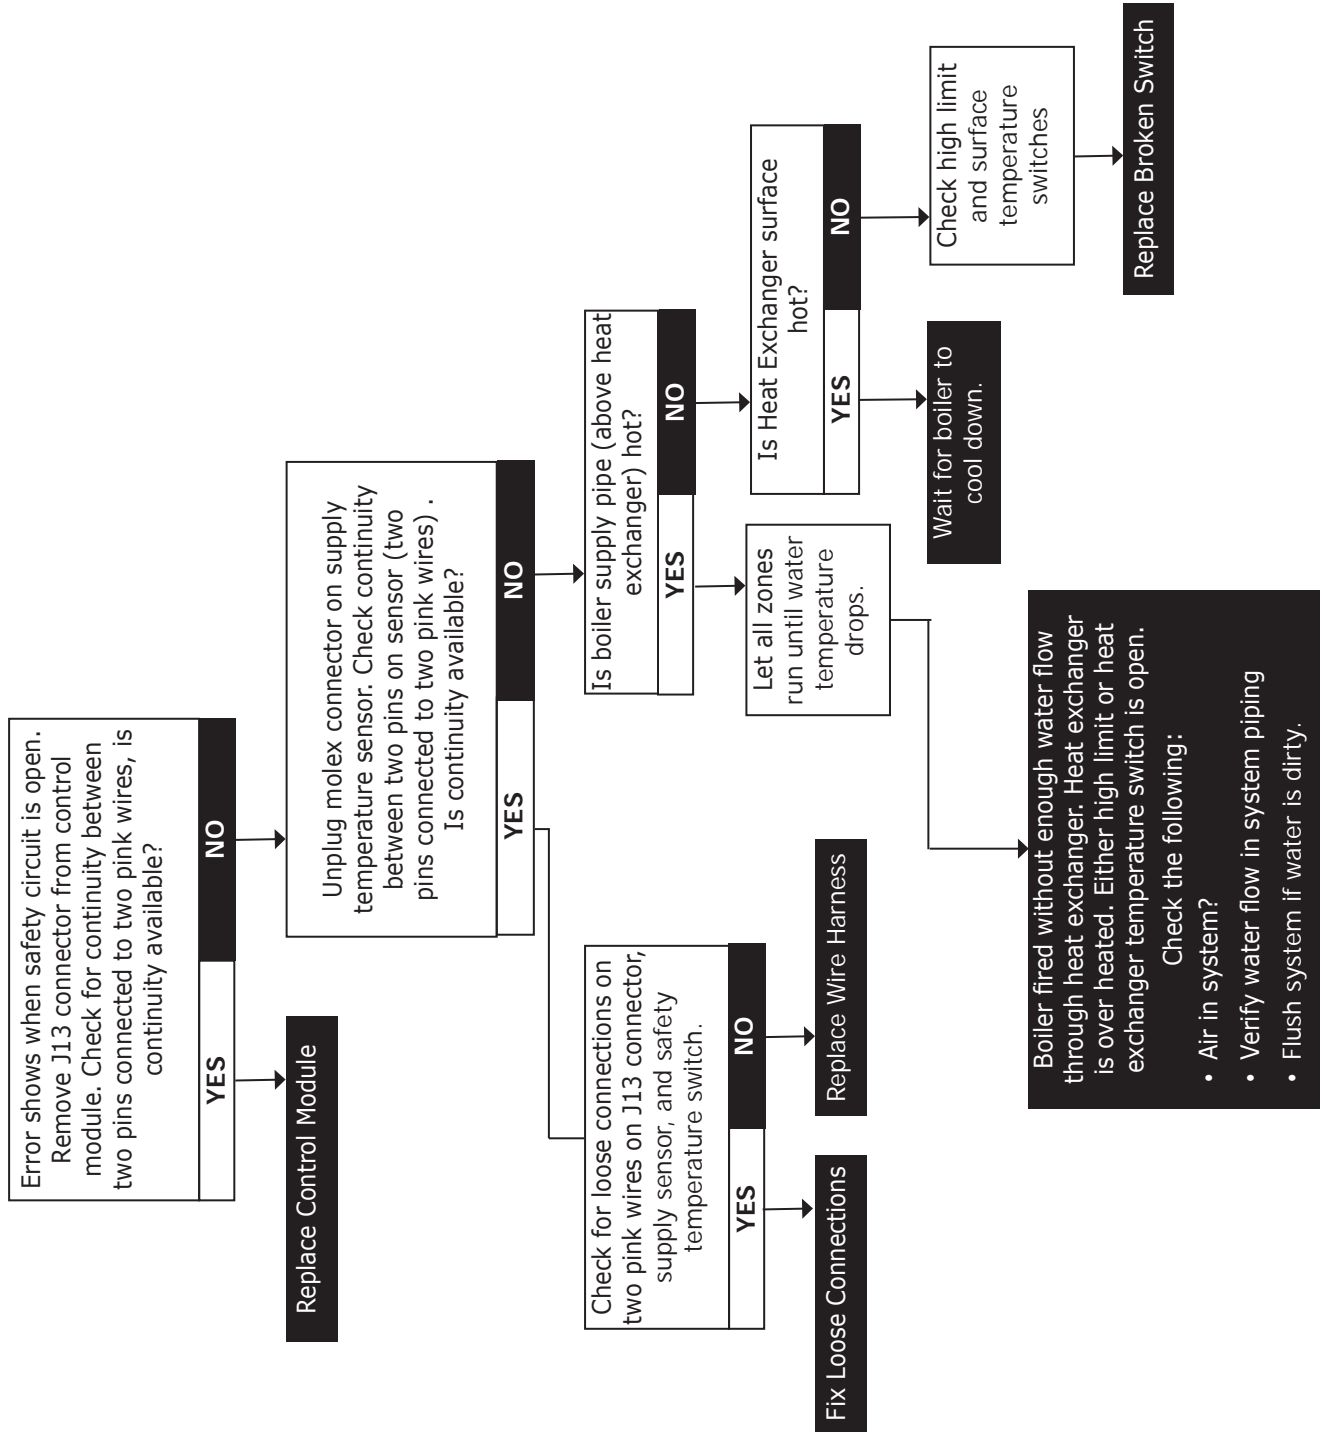 Error shows when safety circuit is open.
Remove J13 connector from control
module. Check for continuity between
two pins connected to two pink wires, is
continuity available?
YES
NO
Replace Control Module
Unplug molex connector on supply
temperature sensor. Check continuity
between two pins on sensor (two
pins connected to two pink wires) .
Is continuity available?
YES
NO
Check for loose connections on
two pink wires on J13 connector,
supply sensor, and safety
temperature switch.
YES
NO
Fix Loose Connections
Replace Wire Harness
Is boiler supply pipe (above heat
exchanger) hot?
YES
NO
Let all zones
run until water
temperature
drops.
Boiler fired without enough water flow
through heat exchanger. Heat exchanger
is over heated. Either high limit or heat
exchanger temperature switch is open.
Check the following:
• Air in system?
• Verify water flow in system piping
• Flush system if water is dirty.
Is Heat Exchanger surface
hot?
YES
NO
Wait for boiler to
cool down.
Check high limit
and surface
temperature
switches
Replace Broken Switch